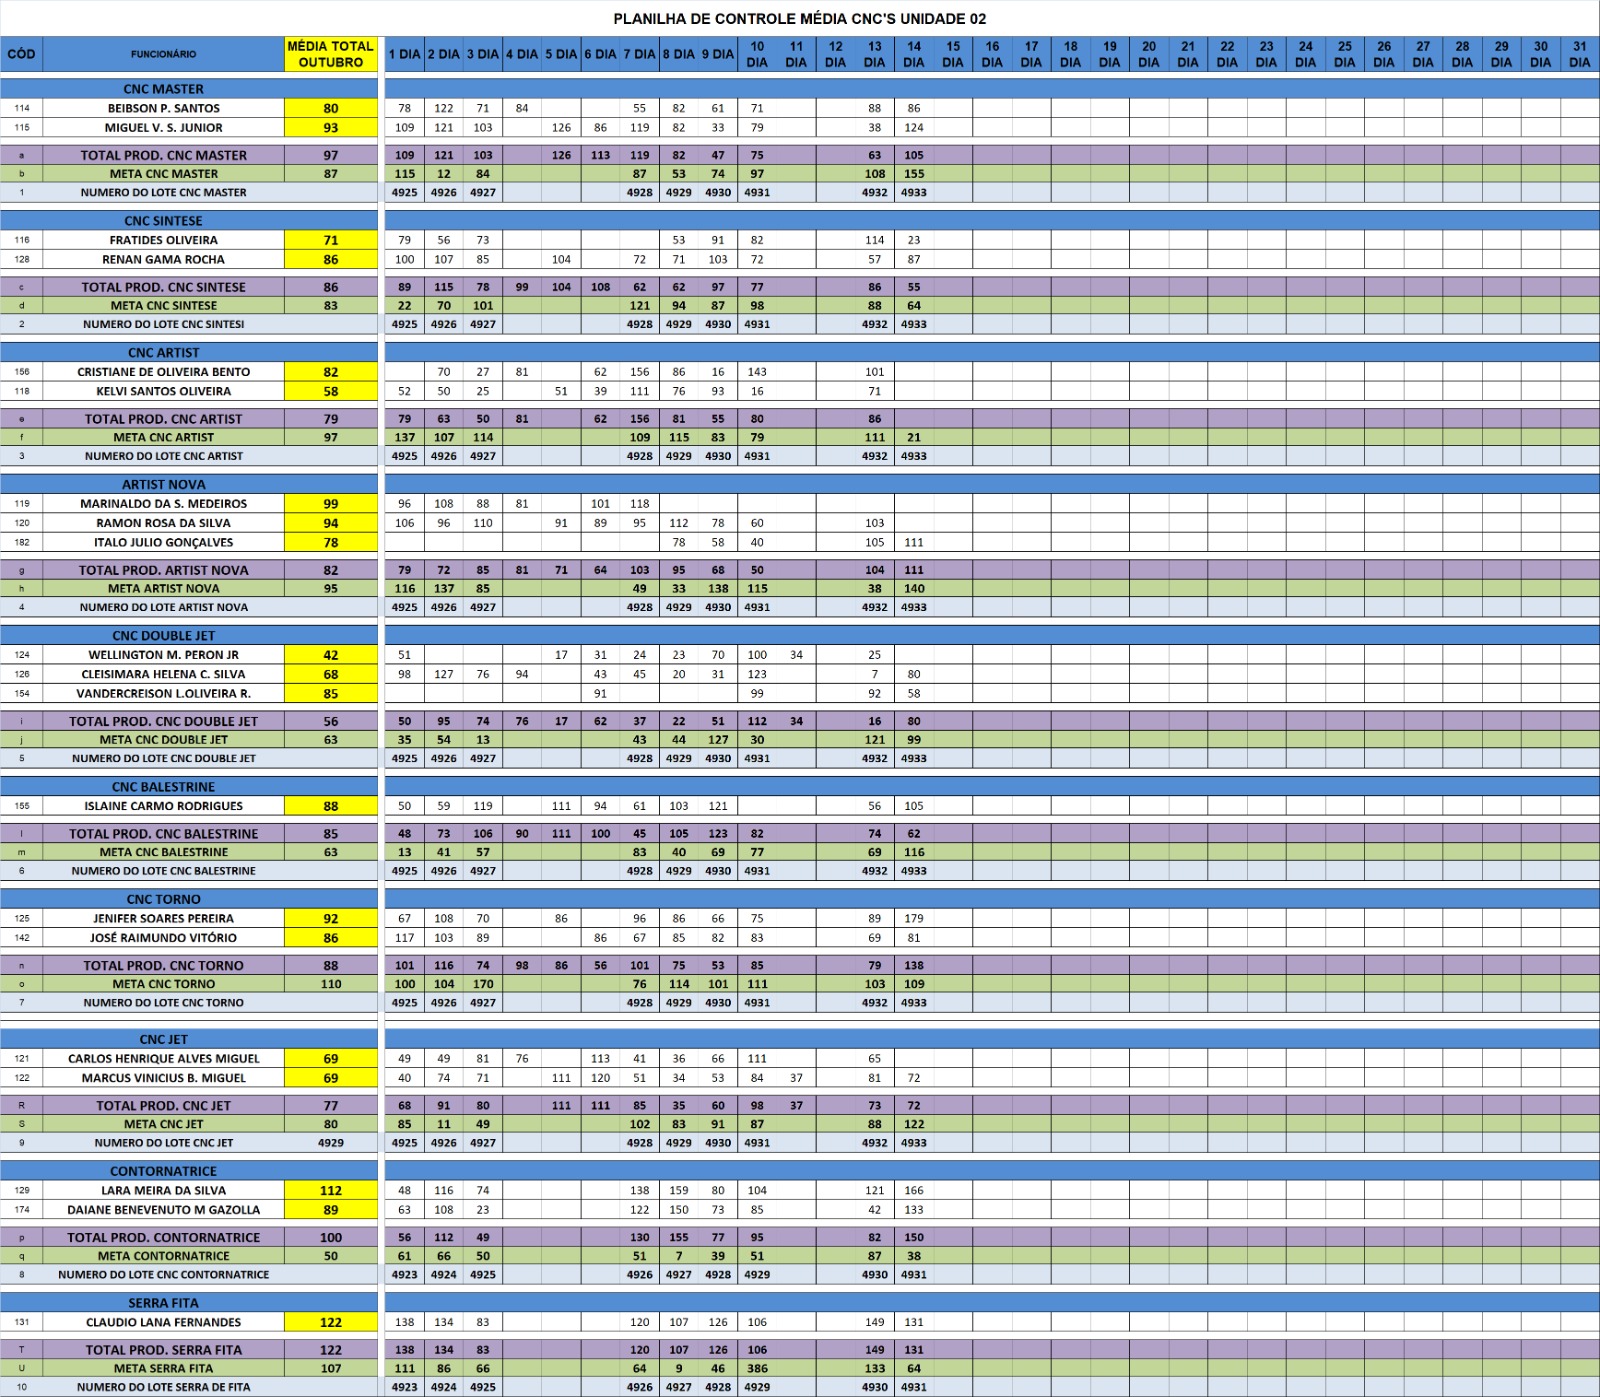 PLANILHA DE CONTROLE MÉDIA CNC'S UNIDADE 02
CÓD FUNCIONÁRIO MÉDIA TOTAL OUTUBRO 1 DIA 2 DIA 3 DIA 4 DIA 5 DIA 6 DIA 7 DIA 8 DIA 9 DIA 10 DIA 11 DIA 12 DIA 13 DIA 14 DIA 15 DIA 16 DIA 17 DIA 18 DIA 19 DIA 20 DIA 21 DIA 22 DIA 23 DIA 24 DIA 25 DIA 26 DIA 27 DIA 28 DIA 29 DIA 30 DIA 31 DIA
CNC MASTER
114 BEIBSON P. SANTOS 80 78 122 71 84 55 82 61 71 88 86
115 MIGUEL V. S. JUNIOR 93 109 121 103 126 86 119 82 33 79 38 124
a TOTAL PROD. CNC MASTER 97 109 121 103 126 113 119 82 47 75 63 105
b META CNC MASTER 87 115 12 84 87 53 74 97 108 155
1 NUMERO DO LOTE CNC MASTER 4925 4926 4927 4928 4929 4930 4931 4932 4933
CNC SINTESE
116 FRATIDES OLIVEIRA 71 79 56 73 53 91 82 114 23
128 RENAN GAMA ROCHA 86 100 107 85 104 72 71 103 72 57 87
c TOTAL PROD. CNC SINTESE 86 89 115 78 99 104 108 62 62 97 77 86 55
d META CNC SINTESE 83 22 70 101 121 94 87 98 88 64
2 NUMERO DO LOTE CNC SINTESI 4925 4926 4927 4928 4929 4930 4931 4932 4933
CNC ARTIST
156 CRISTIANE DE OLIVEIRA BENTO 82 70 27 81 62 156 86 16 143 101
118 KELVI SANTOS OLIVEIRA 58 52 50 25 51 39 111 76 93 16 71
e TOTAL PROD. CNC ARTIST 79 79 63 50 81 62 156 81 55 80 86
f META CNC ARTIST 97 137 107 114 109 115 83 79 111 21
3 NUMERO DO LOTE CNC ARTIST 4925 4926 4927 4928 4929 4930 4931 4932 4933
ARTIST NOVA
119 MARINALDO DA S. MEDEIROS 99 96 108 88 81 101 118
120 RAMON ROSA DA SILVA 94 106 96 110 91 89 95 112 78 60 103
182 ITALO JULIO GONÇALVES 78 78 58 40 105 111
g TOTAL PROD. ARTIST NOVA 82 79 72 85 81 71 64 103 95 68 50 104 111
h META ARTIST NOVA 95 116 137 85 49 33 138 115 38 140
4 NUMERO DO LOTE ARTIST NOVA 4925 4926 4927 4928 4929 4930 4931 4932 4933
CNC DOUBLE JET
124 WELLINGTON M. PERON JR 42 51 17 31 24 23 70 100 34 25
126 CLEISIMARA HELENA C. SILVA 68 98 127 76 94 43 45 20 31 123 7 80
154 VANDERCREISON L.OLIVEIRA R. 85 91 99 92 58
i TOTAL PROD. CNC DOUBLE JET 56 50 95 74 76 17 62 37 22 51 112 34 16 80
j META CNC DOUBLE JET 63 35 54 13 43 44 127 30 121 99
5 NUMERO DO LOTE CNC DOUBLE JET 4925 4926 4927 4928 4929 4930 4931 4932 4933
CNC BALESTRINE
155 ISLAINE CARMO RODRIGUES 88 50 59 119 111 94 61 103 121 56 105
l TOTAL PROD. CNC BALESTRINE 85 48 73 106 90 111 100 45 105 123 82 74 62
m META CNC BALESTRINE 63 13 41 57 83 40 69 77 69 116
6 NUMERO DO LOTE CNC BALESTRINE 4925 4926 4927 4928 4929 4930 4931 4932 4933
CNC TORNO
125 JENIFER SOARES PEREIRA 92 67 108 70 86 96 86 66 75 89 179
142 JOSÉ RAIMUNDO VITÓRIO 86 117 103 89 86 67 85 82 83 69 81
n TOTAL PROD. CNC TORNO 88 101 116 74 98 86 56 101 75 53 85 79 138
o META CNC TORNO 110 100 104 170 76 114 101 111 103 109
7 NUMERO DO LOTE CNC TORNO 4925 4926 4927 4928 4929 4930 4931 4932 4933
CNC JET
121 CARLOS HENRIQUE ALVES MIGUEL 69 49 49 81 76 113 41 36 66 111 65
122 MARCUS VINICIUS B. MIGUEL 69 40 74 71 111 120 51 34 53 84 37 81 72
R TOTAL PROD. CNC JET 77 68 91 80 111 111 85 35 60 98 37 73 72
S META CNC JET 80 85 11 49 102 83 91 87 88 122
9 NUMERO DO LOTE CNC JET 4929 4925 4926 4927 4928 4929 4930 4931 4932 4933
CONTORNATRICE
129 LARA MEIRA DA SILVA 112 48 116 74 138 159 80 104 121 166
174 DAIANE BENEVENUTO M GAZOLLA 89 63 108 23 122 150 73 85 42 133
p TOTAL PROD. CONTORNATRICE 100 56 112 49 130 155 77 95 82 150
q META CONTORNATRICE 50 61 66 50 51 7 39 51 87 38
8 NUMERO DO LOTE CNC CONTORNATRICE 4923 4924 4925 4926 4927 4928 4929 4930 4931
SERRA FITA
131 CLAUDIO LANA FERNANDES 122 138 134 83 120 107 126 106 149 131
T TOTAL PROD. SERRA FITA 122 138 134 83 120 107 126 106 149 131
U META SERRA FITA 107 111 86 66 64 9 46 386 133 64
10 NUMERO DO LOTE SERRA DE FITA 4923 4924 4925 4926 4927 4928 4929 4930 4931